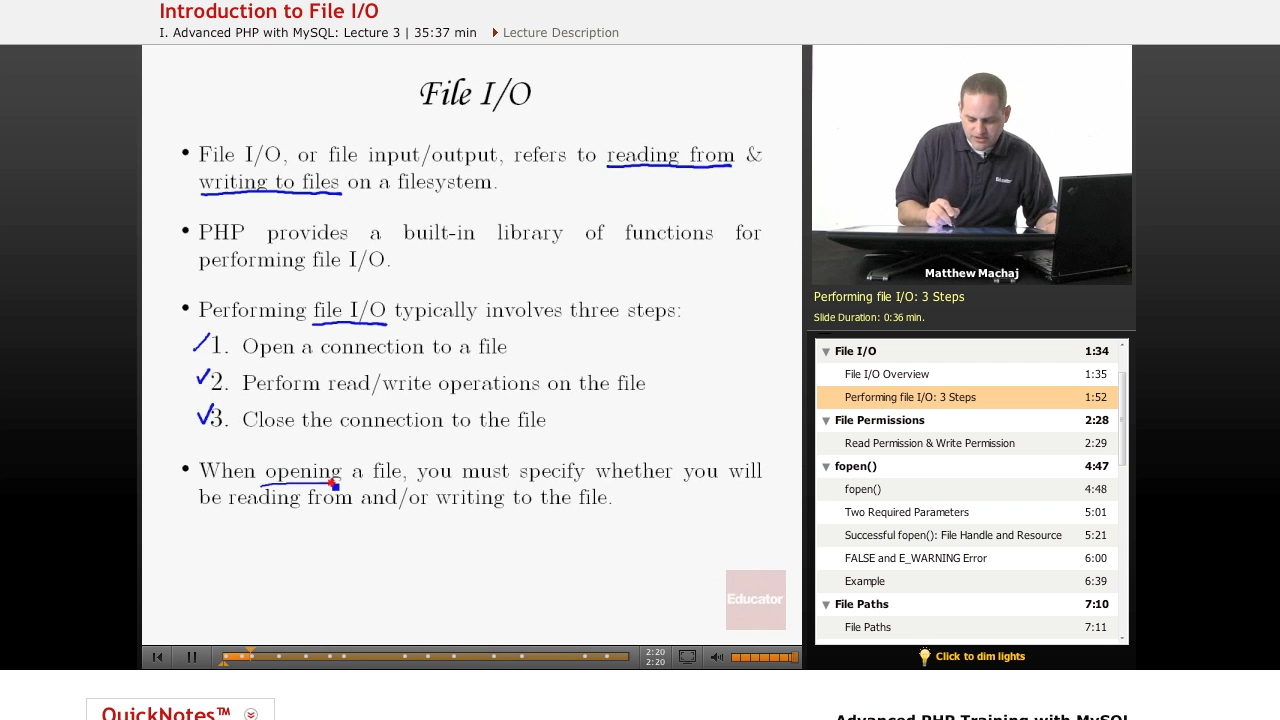 Introduction to File I/O
I. Advanced PHP with MySQL: Lecture 3 | 35:37 min Lecture Description
File I/O
• File I/O, or file input/output, refers to reading from &
writing to files on a filesystem.
• PHP provides a built-in library of functions for
performing file I/O.
• Performing file I/O typically involves three steps:
1. Open a connection to a file
2. Perform read/write operations on the file
3. Close the connection to the file
• When opening a file, you must specify whether you will
be reading from and/or writing to the file.
Educator
2:20
2:20
Educator
Matthew Machaj
Performing file I/O: 3 Steps
Slide Duration: 0:36 min.
File I/O 1:34
File I/O Overview 1:35
Performing file I/O: 3 Steps 1:52
File Permissions 2:28
Read Permission & Write Permission 2:29
fopen() 4:47
fopen() 4:48
Two Required Parameters 5:01
Successful fopen(): File Handle and Resource 5:21
FALSE and E_WARNING Error 6:00
Example 6:39
File Paths 7:10
File Paths 7:11
Click to dim lights
QuickNotes™
Advanced PHP Training with MySQL